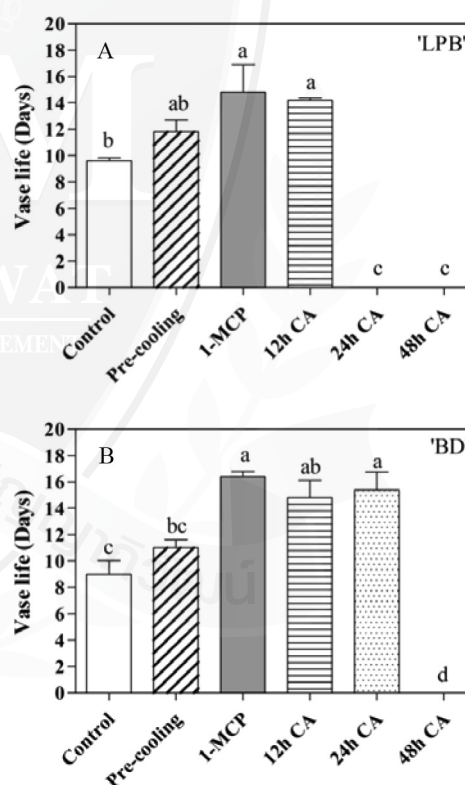 A
'LPB'
Vase life (Days)
20
18
16
14
12
10
8
6
4
2
0
b
ab
a
a
c
c
Control
Pre-cooling
1-MCP
12h CA
24h CA
48h CA
B
'BD
Vase life (Days)
20
18
16
14
12
10
8
6
4
2
0
c
bc
a
ab
a
d
Control
Pre-cooling
1-MCP
12h CA
24h CA
48h CA
WAT
EMENT